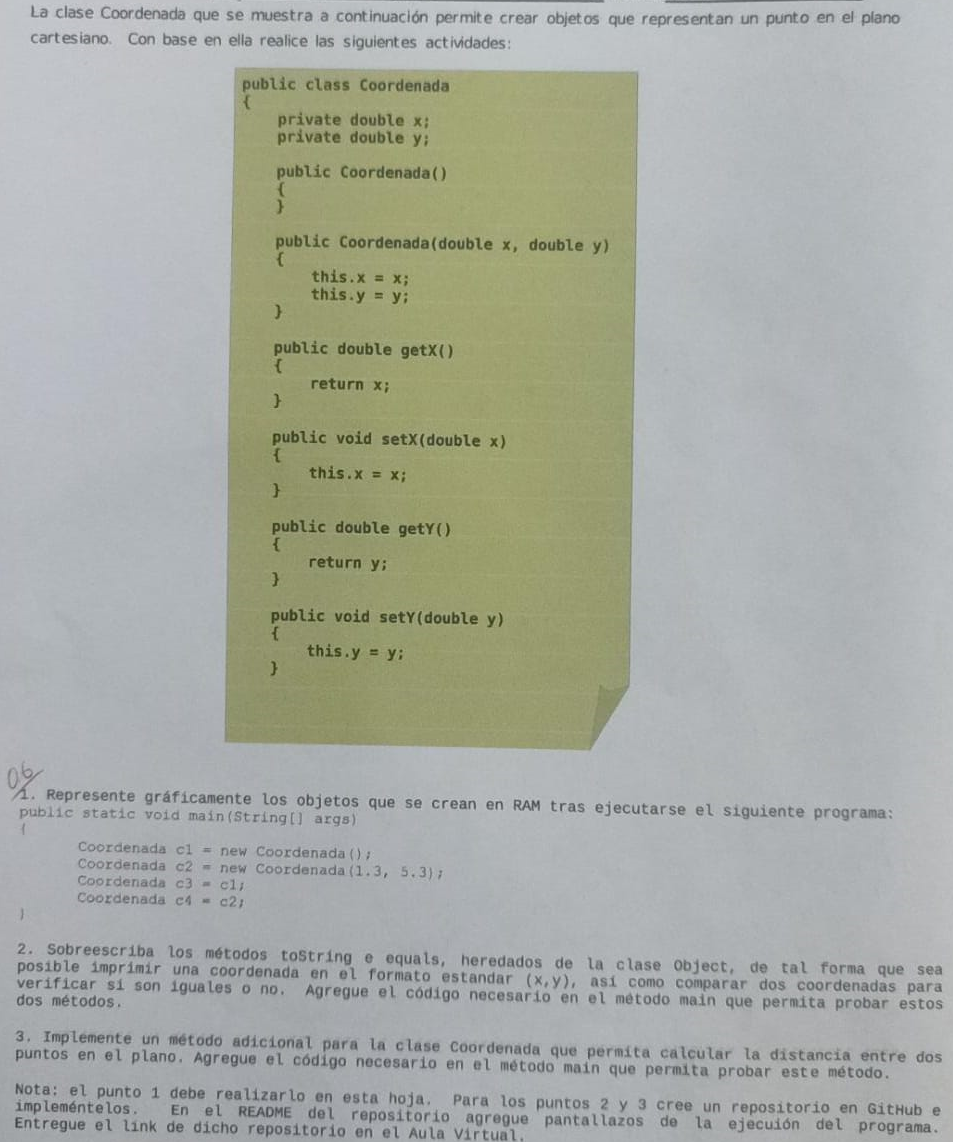 La clase Coordenada que se muestra a continuación permite crear objetos que representan un punto en el plano
cartesiano. Con base en ella realice las siguientes actividades:
public class Coordenada
{
private double x;
private double y;
public Coordenada()
{
}
public Coordenada(double x, double y)
{
this.x = x;
this.y = y;
}
public double getX()
{
return x;
}
public void setX(double x)
{
this.x = x;
}
public double getY()
{
return y;
}
public void setY(double y)
{
this.y = y;
}
06
1. Represente gráficamente los objetos que se crean en RAM tras ejecutarse el siguiente programa:
public static void main(String[] args)
{
Coordenada c1 = new Coordenada();
Coordenada c2 = new Coordenada(1.3, 5.3);
Coordenada c3 = c1;
Coordenada c4 = c2;
}
2. Sobreescriba los métodos toString e equals, heredados de la clase Object, de tal forma que sea
posible imprimir una coordenada en el formato estandar (x,y), así como comparar dos coordenadas para
verificar si son iguales o no. Agregue el código necesario en el método main que permita probar estos
dos métodos.
3. Implemente un método adicional para la clase Coordenada que permita calcular la distancia entre dos
puntos en el plano. Agregue el código necesario en el método main que permita probar este método.
Nota: el punto 1 debe realizarlo en esta hoja. Para los puntos 2 y 3 cree un repositorio en GitHub e
impleméntelos. En el README del repositorio agregue pantallazos de la ejecuión del programa.
Entregue el link de dicho repositorio en el Aula Virtual.